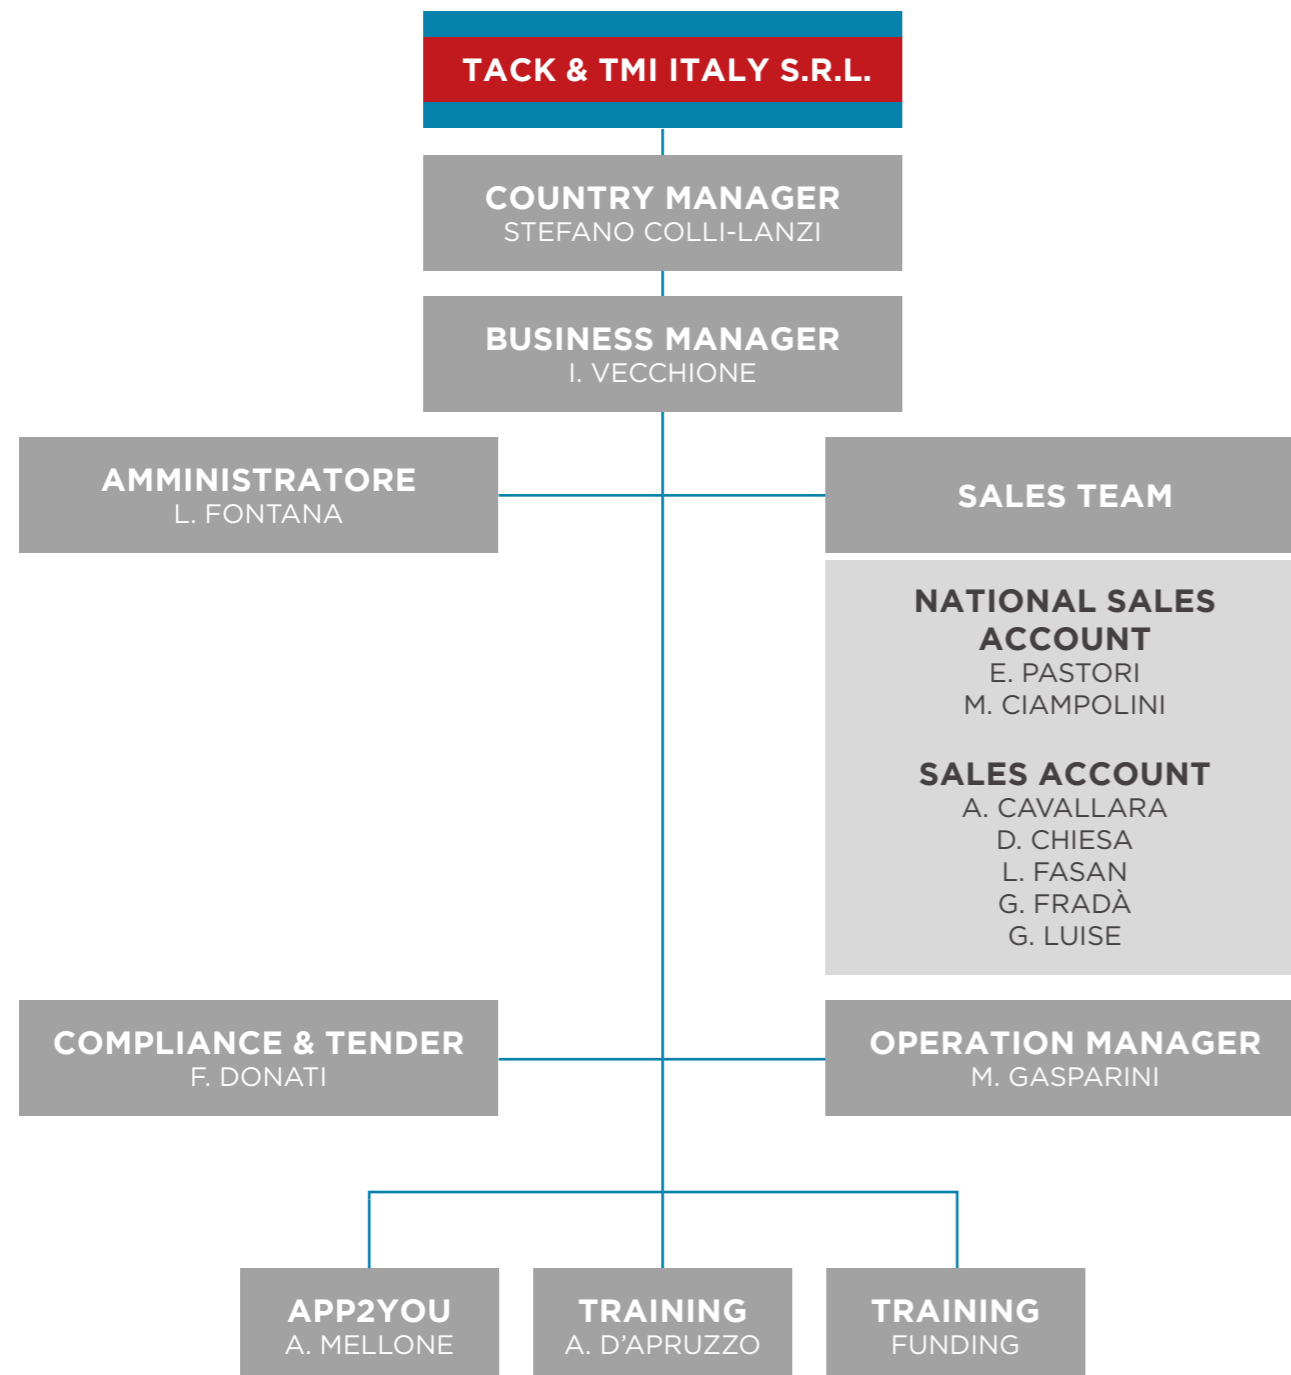 TACK & TMI ITALY S.R.L.
COUNTRY MANAGER
STEFANO COLLI-LANZI
BUSINESS MANAGER
I. VECCHIONE
AMMINISTRATORE
L. FONTANA
SALES TEAM
NATIONAL SALES
ACCOUNT
E. PASTORI
M. CIAMPOLINI
SALES ACCOUNT
A. CAVALLARA
D. CHIESA
L. FASAN
G. FRADÀ
G. LUISE
COMPLIANCE & TENDER
F. DONATI
OPERATION MANAGER
M. GASPARINI
APP2YOU
A. MELLONE
TRAINING
A. D’APRUZZO
TRAINING
FUNDING